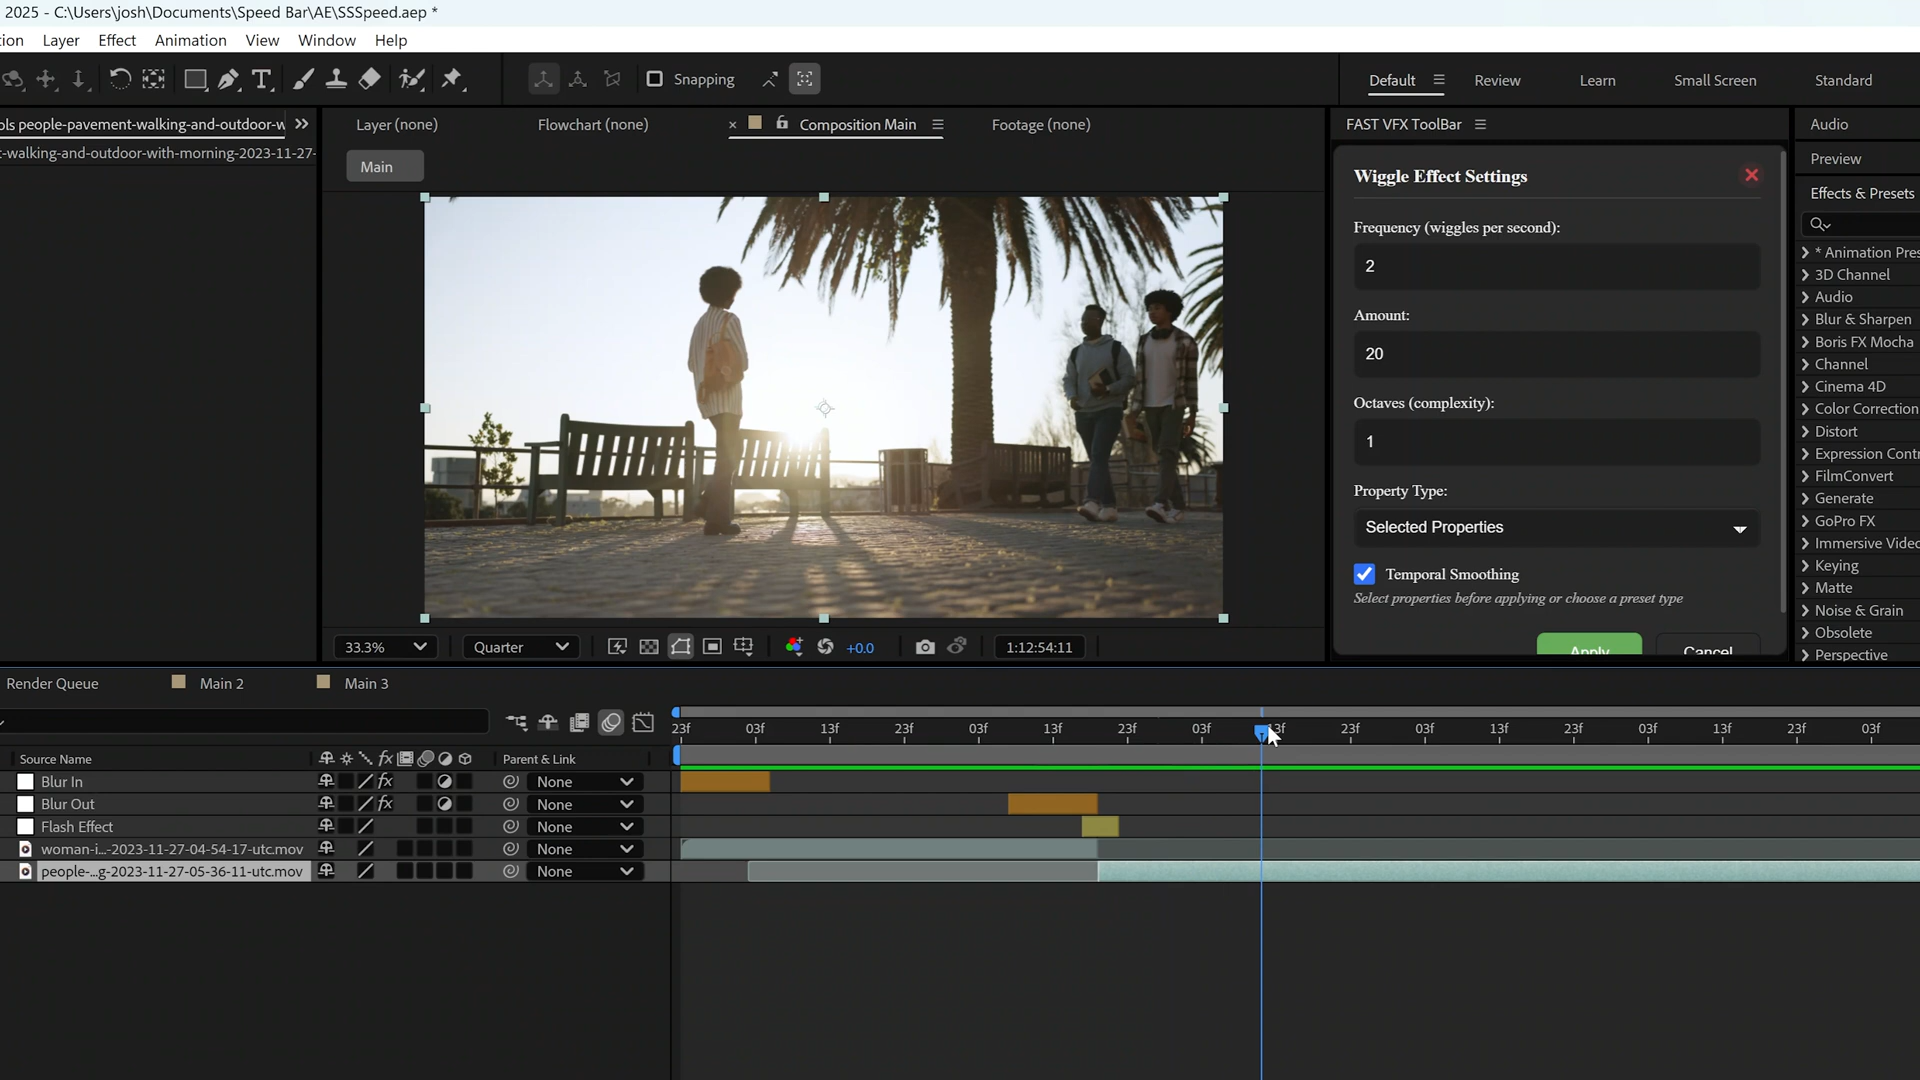 2025 - C:\Users\josh\Documents\Speed Bar\AE\SSSpeed.aep *
tion Layer Effect Animation View Window Help
Snapping
Default Review Learn Small Screen Standard
ols people-pavement-walking-and-outdoor-w
t-walking-and-outdoor-with-morning-2023-11-27-
Layer (none) Flowchart (none) × Composition Main Footage (none)
Main
FAST VFX ToolBar
Wiggle Effect Settings
Frequency (wiggles per second):
2
Amount:
20
Octaves (complexity):
1
Property Type:
Selected Properties
Temporal Smoothing
Select properties before applying or choose a preset type
Apply Cancel
Audio
Preview
Effects & Presets
* Animation Pres
3D Channel
Audio
Blur & Sharpen
Boris FX Mocha
Channel
Cinema 4D
Color Correction
Distort
Expression Contr
FilmConvert
Generate
GoPro FX
Immersive Video
Keying
Matte
Noise & Grain
Obsolete
Perspective
33.3% Quarter +0.0 1:12:54:11
Render Queue Main 2 Main 3
23f 03f 13f 23f 03f 13f 23f 03f 13f 23f 03f 13f 23f 03f 13f 23f 03f
Source Name fx Parent & Link
Blur In fx None
Blur Out fx None
Flash Effect None
woman-i...-2023-11-27-04-54-17-utc.mov None
people-...g-2023-11-27-05-36-11-utc.mov None